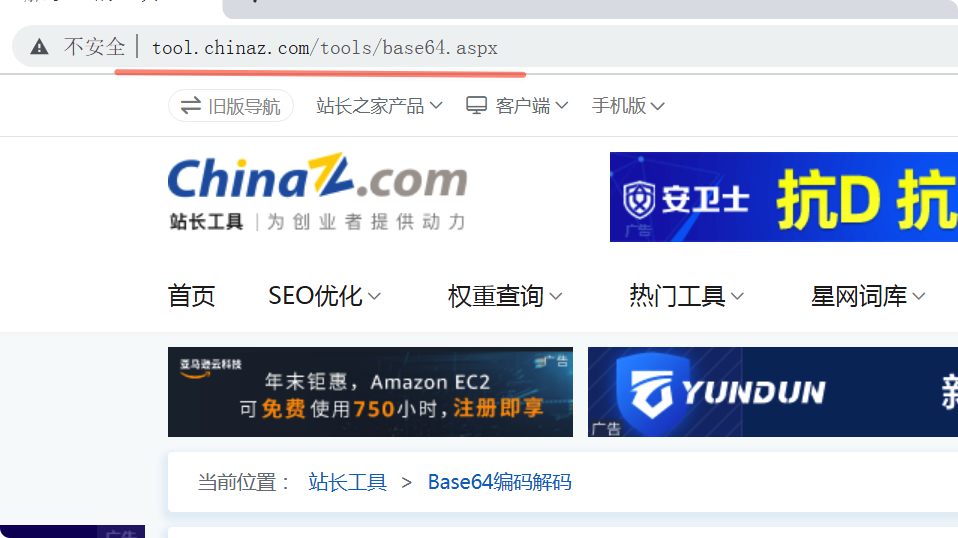 不安全 tool.chinaz.com/tools/base64.aspx
旧版导航 站长之家产品 客户端 手机版
ChinaZ.com
站长工具 为创业者提供动力
安卫士 抗D 抗
广告
首页 SEO优化 权重查询 热门工具 星网词库
亚马逊云科技 广告
年末钜惠，Amazon EC2
可免费使用750小时，注册即享
YUNDUN 新
广告
当前位置： 站长工具 > Base64编码解码
广告